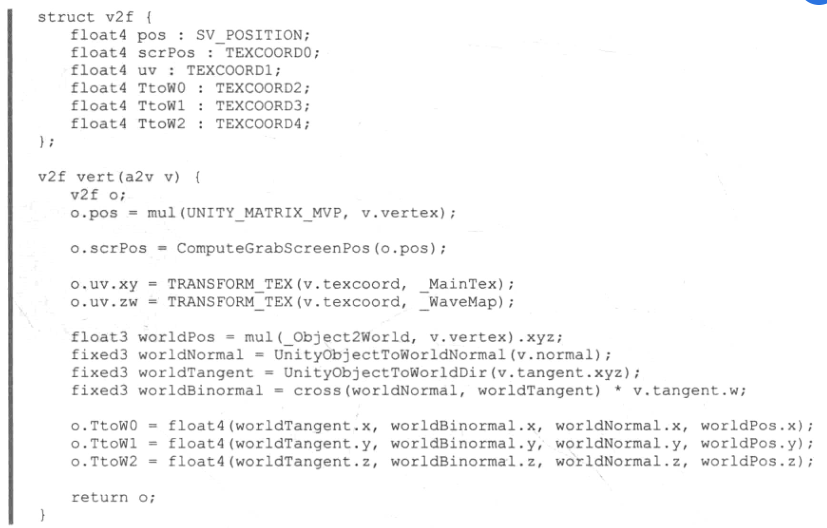 struct v2f {
    float4 pos : SV_POSITION;
    float4 scrPos : TEXCOORD0;
    float4 uv : TEXCOORD1;
    float4 TtoW0 : TEXCOORD2;
    float4 TtoW1 : TEXCOORD3;
    float4 TtoW2 : TEXCOORD4;
};

v2f vert(a2v v) {
    v2f o;
    o.pos = mul(UNITY_MATRIX_MVP, v.vertex);

    o.scrPos = ComputeGrabScreenPos(o.pos);

    o.uv.xy = TRANSFORM_TEX(v.texcoord, _MainTex);
    o.uv.zw = TRANSFORM_TEX(v.texcoord, _WaveMap);

    float3 worldPos = mul(_Object2World, v.vertex).xyz;
    fixed3 worldNormal = UnityObjectToWorldNormal(v.normal);
    fixed3 worldTangent = UnityObjectToWorldDir(v.tangent.xyz);
    fixed3 worldBinormal = cross(worldNormal, worldTangent) * v.tangent.w;

    o.TtoW0 = float4(worldTangent.x, worldBinormal.x, worldNormal.x, worldPos.x);
    o.TtoW1 = float4(worldTangent.y, worldBinormal.y, worldNormal.y, worldPos.y);
    o.TtoW2 = float4(worldTangent.z, worldBinormal.z, worldNormal.z, worldPos.z);

    return o;
}